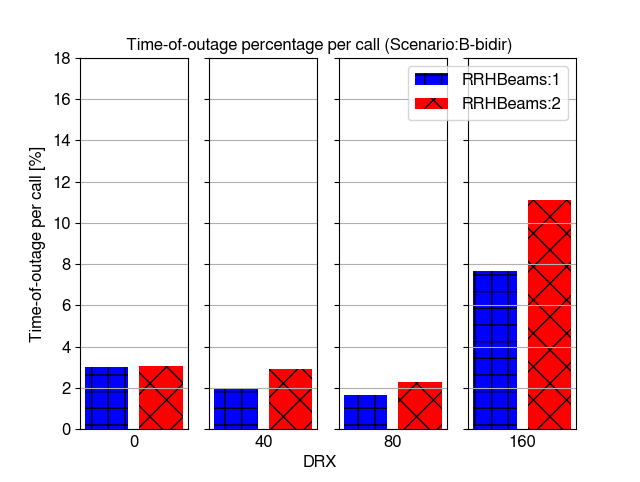 Time-of-outage percentage per call (Scenario:B-bidir)
RRHBeams:1
RRHBeams:2
Time-of-outage per call [%]
18
16
14
12
10
8
6
4
2
0
0 40 80 160
DRX